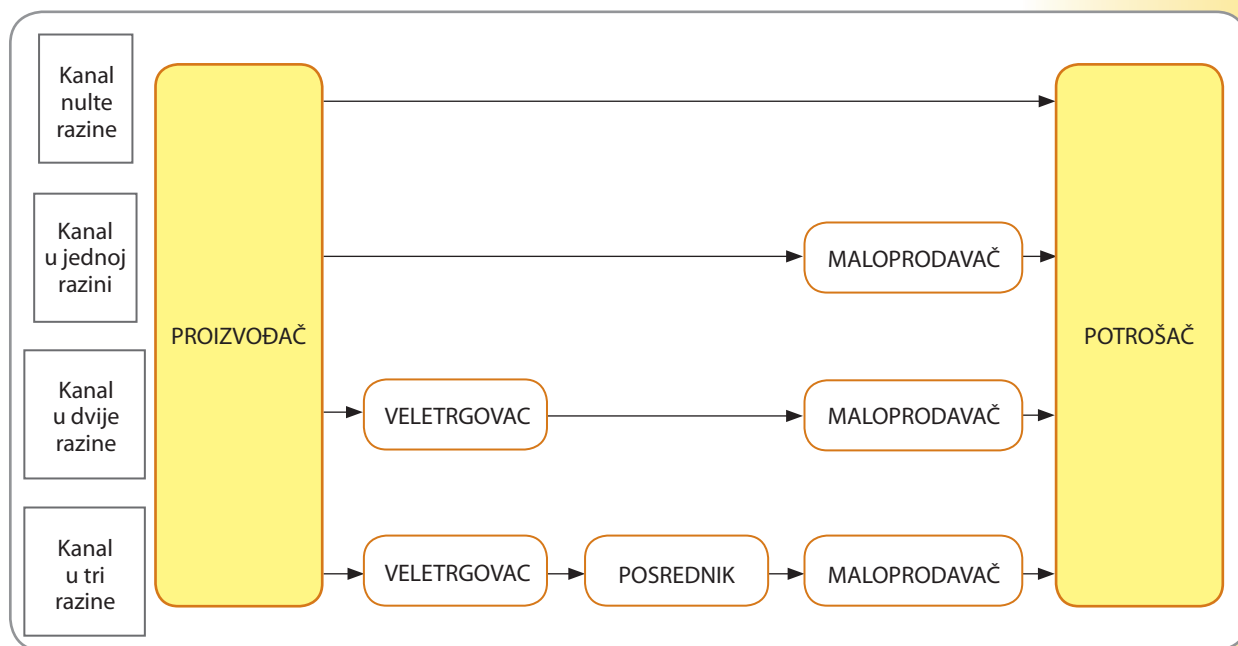 Kanal
nulte
razine
Kanal
u jednoj
razini
MALOPRODAVAČ
PROIZVOĐAČ
POTROŠAČ
Kanal
u dvije
razine
VELETRGOVAC
MALOPRODAVAČ
Kanal
u tri
razine
VELETRGOVAC
POSREDNIK
MALOPRODAVAČ